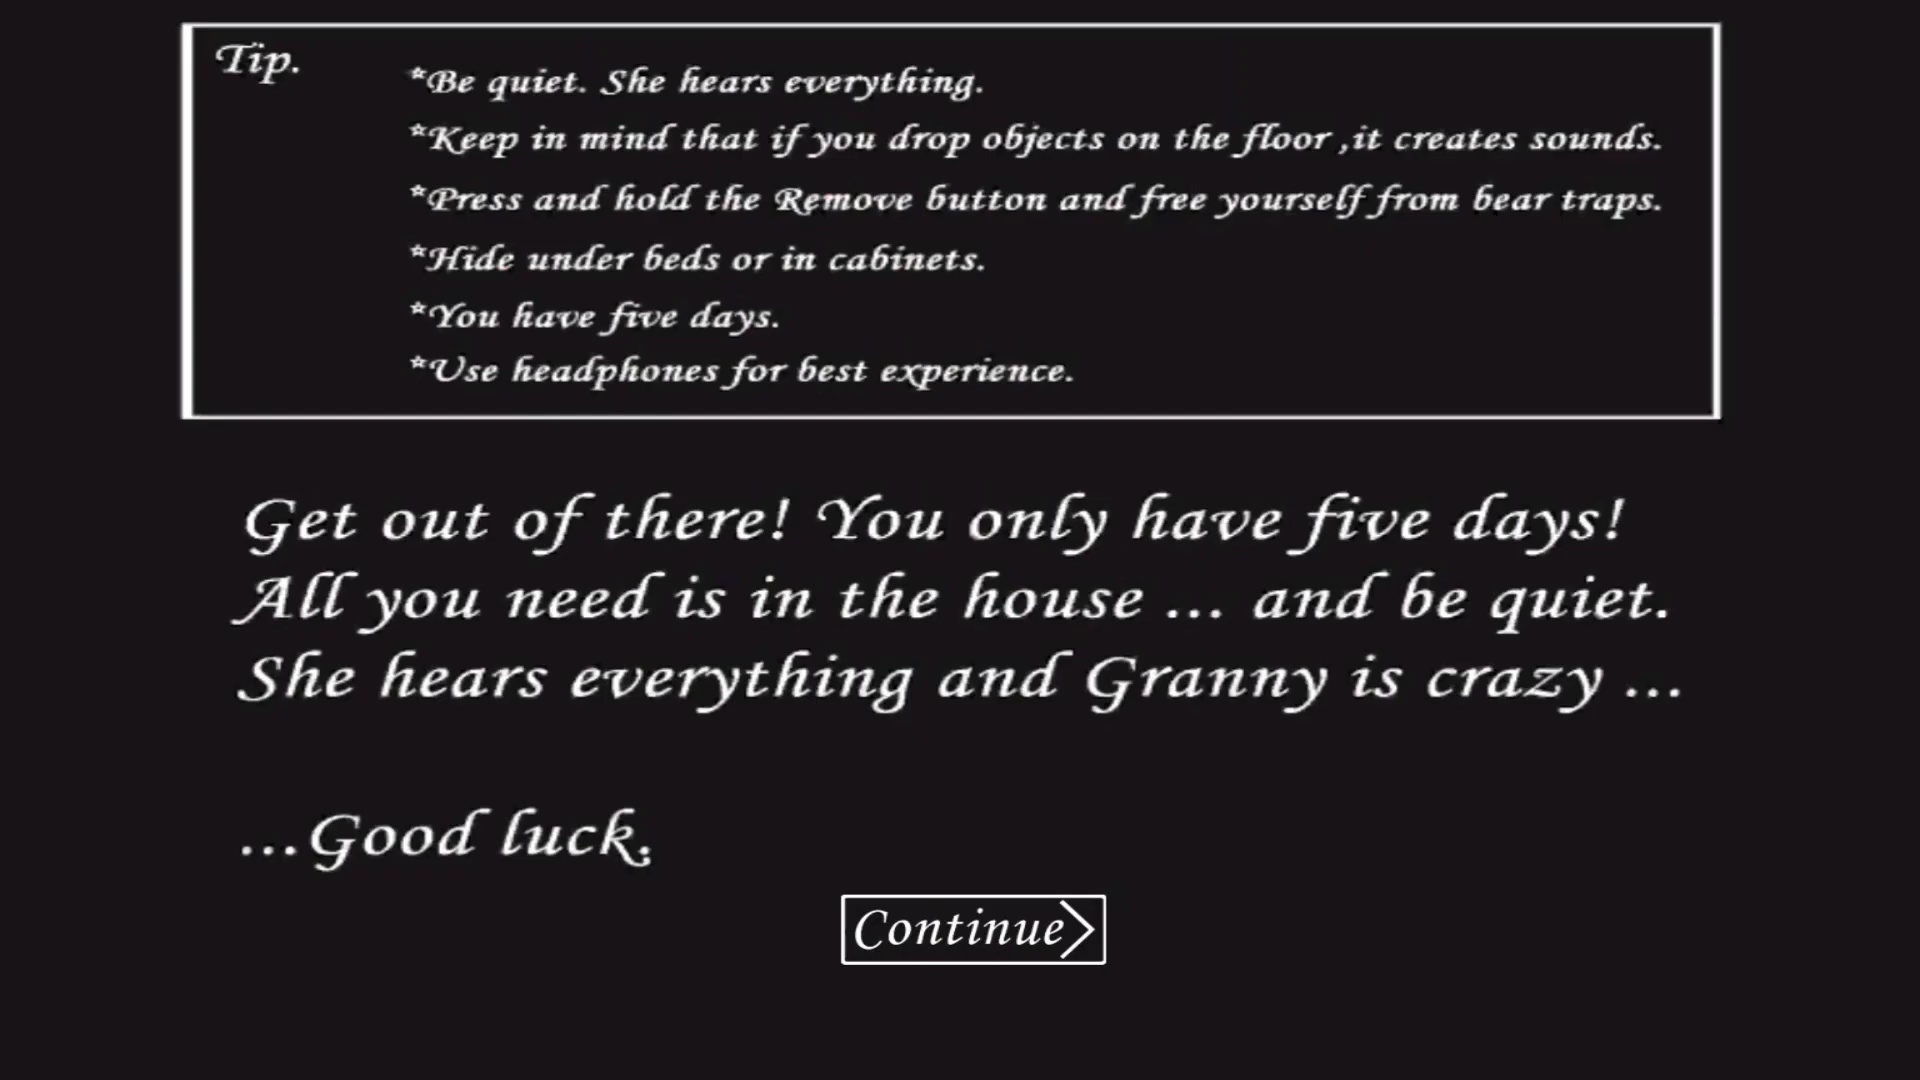 Tip.
*Be quiet. She hears everything.
*Keep in mind that if you drop objects on the floor ,it creates sounds.
*Press and hold the Remove button and free yourself from bear traps.
*Hide under beds or in cabinets.
*You have five days.
*Use headphones for best experience.
Get out of there! You only have five days!
All you need is in the house ... and be quiet.
She hears everything and Granny is crazy ...
...Good luck.
Continue>